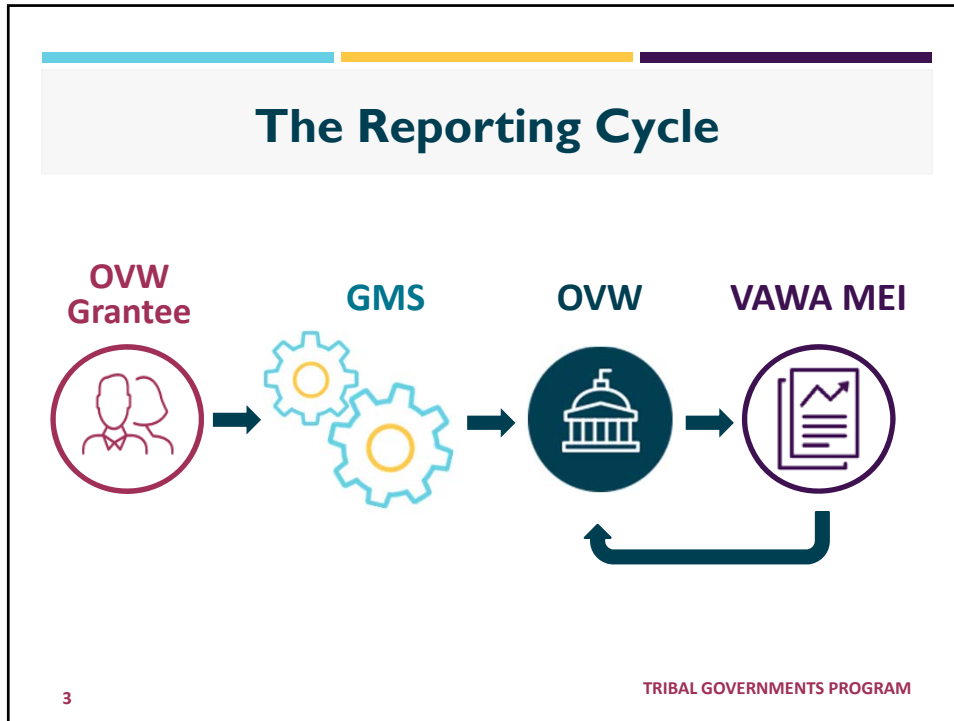 The Reporting Cycle
OVW
Grantee
GMS
OVW
VAWA MEI
3
TRIBAL GOVERNMENTS PROGRAM